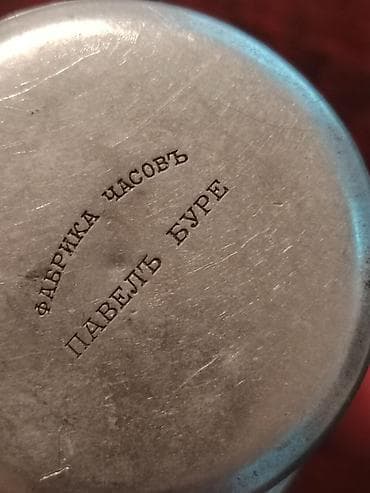 ФАБРИКА ЧАСОВЪ
ПАВЕЛЪ БУРЕ